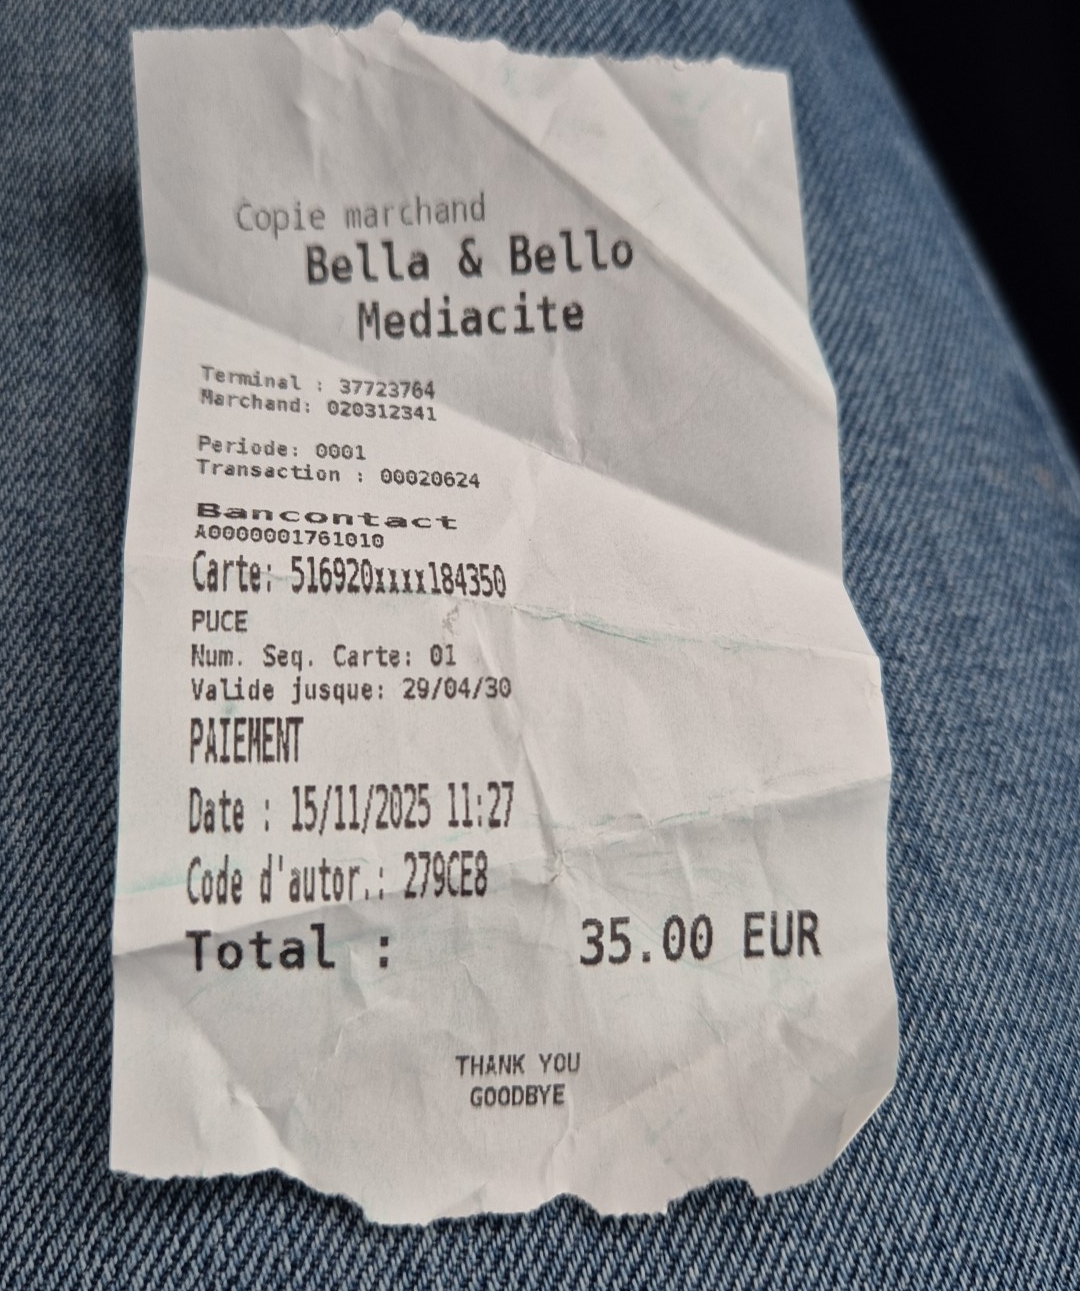 Copie marchand
Bella & Bello
Mediacite
Terminal : 37723764
Marchand: 020312341
Periode: 0001
Transaction : 00020624
Bancontact
A0000001761010
Carte: 516920xxxx184350
PUCE
Num. Seq. Carte: 01
Valide jusque: 29/04/30
PAIEMENT
Date : 15/11/2025 11:27
Code d'autor.: 279CE8
Total : 35.00 EUR
THANK YOU
GOODBYE